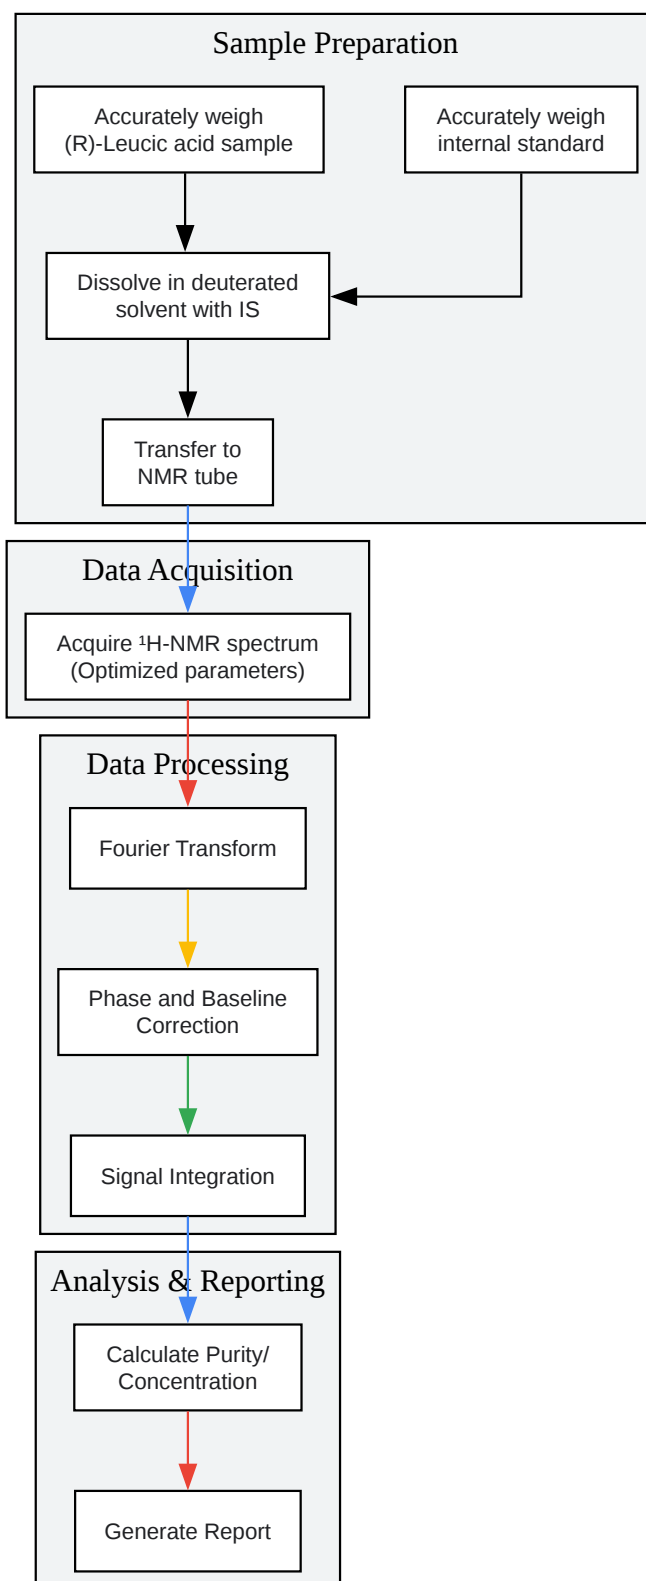 Sample Preparation
Accurately weigh
(R)-Leucic acid sample
Accurately weigh
internal standard
Dissolve in deuterated
solvent with IS
Transfer to
NMR tube
Data Acquisition
Acquire ¹H-NMR spectrum
(Optimized parameters)
Data Processing
Fourier Transform
Phase and Baseline
Correction
Signal Integration
Analysis & Reporting
Calculate Purity/
Concentration
Generate Report